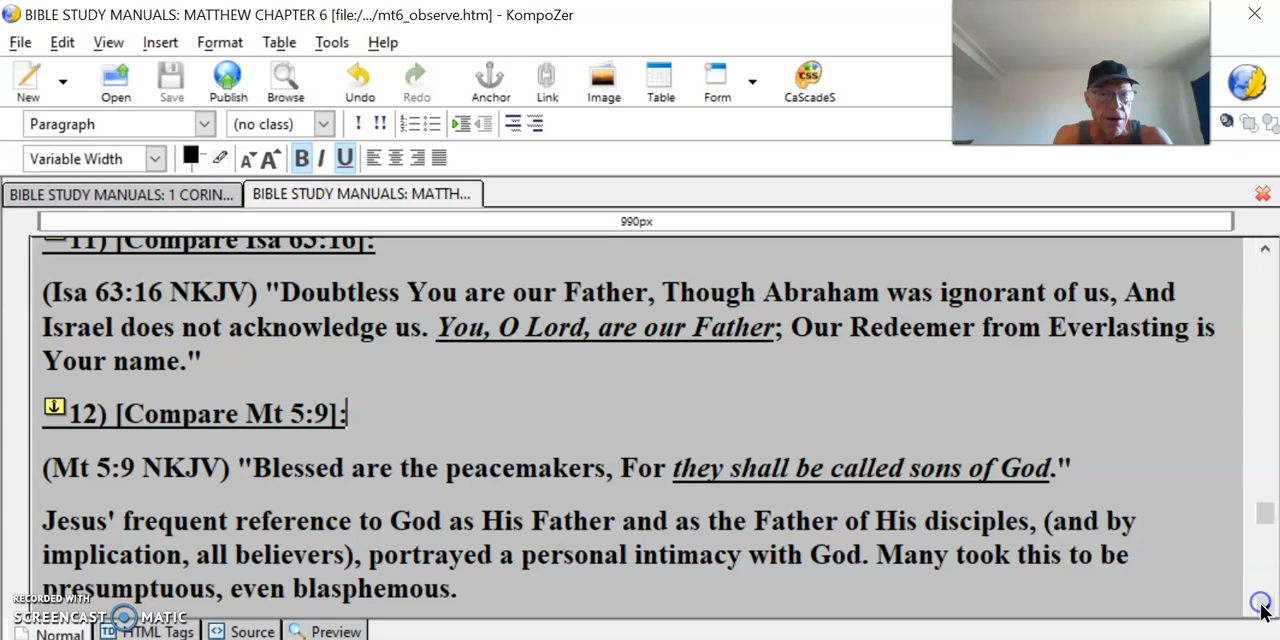 BIBLE STUDY MANUALS: MATTHEW CHAPTER 6 [file:/.../mt6_observe.htm] - KompoZer
File Edit View Insert Format Table Tools Help
New Open Save Publish Browse Undo Redo Anchor Link Image Table Form CaScadeS
Paragraph (no class) ! !!
Variable Width A A B I U
BIBLE STUDY MANUALS: 1 CORIN... BIBLE STUDY MANUALS: MATTH...
990px
11) [Compare Isa 63:16]:
(Isa 63:16 NKJV) "Doubtless You are our Father, Though Abraham was ignorant of us, And
Israel does not acknowledge us. You, O Lord, are our Father; Our Redeemer from Everlasting is
Your name."
12) [Compare Mt 5:9]:
(Mt 5:9 NKJV) "Blessed are the peacemakers, For they shall be called sons of God."
Jesus' frequent reference to God as His Father and as the Father of His disciples, (and by
implication, all believers), portrayed a personal intimacy with God. Many took this to be
presumptuous, even blasphemous.
RECORDED WITH
SCREENCAST MATIC
Normal TD HTML Tags Source Preview